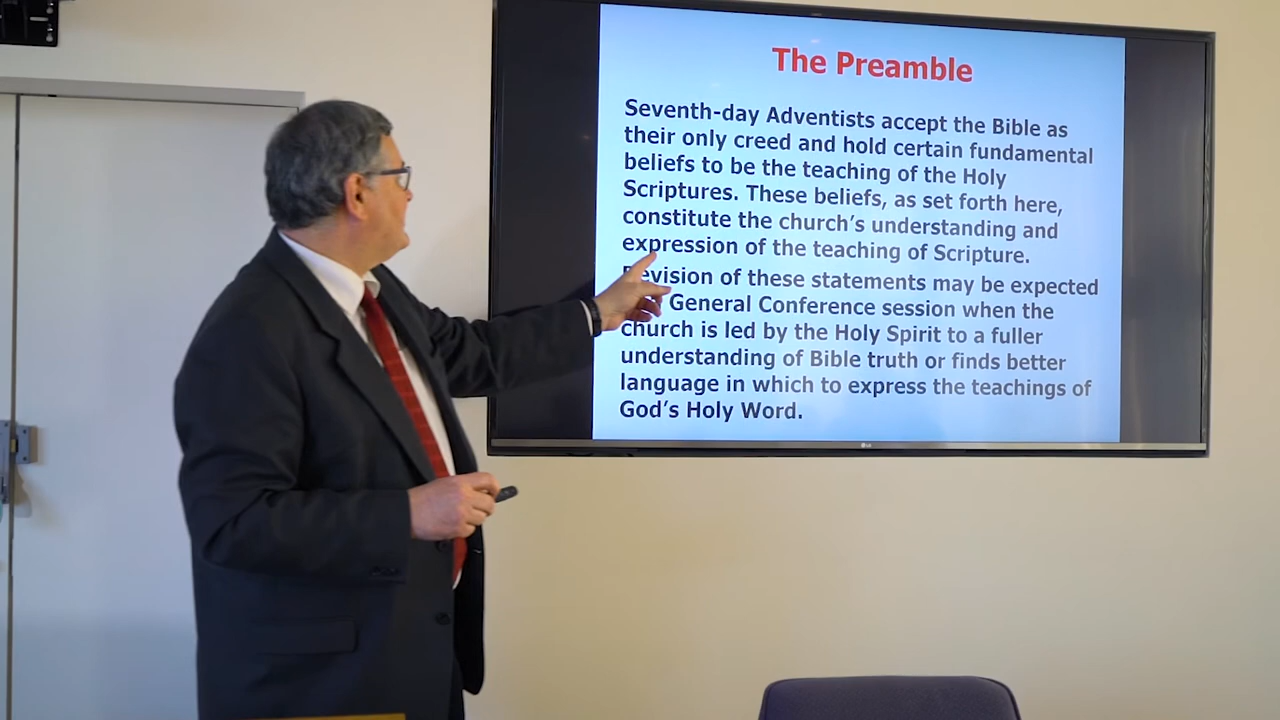 The Preamble
Seventh-day Adventists accept the Bible as
their only creed and hold certain fundamental
beliefs to be the teaching of the Holy
Scriptures. These beliefs, as set forth here,
constitute the church's understanding and
expression of the teaching of Scripture.
Revision of these statements may be expected
General Conference session when the
church is led by the Holy Spirit to a fuller
understanding of Bible truth or finds better
language in which to express the teachings of
God's Holy Word.
LG